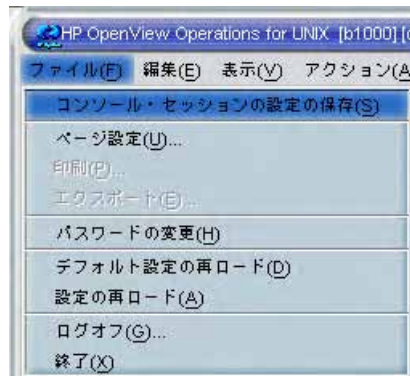 HP OpenView Operations for UNIX [b1000] [
ファイル(F) 編集(E) 表示(V) アクション(A
コンソール・セッションの設定の保存(S)
ページ設定(U)...
印刷(P)...
エクスポート(E)...
パスワードの変更(H)
デフォルト設定の再ロード(D)
設定の再ロード(A)
ログオフ(G)...
終了(X)